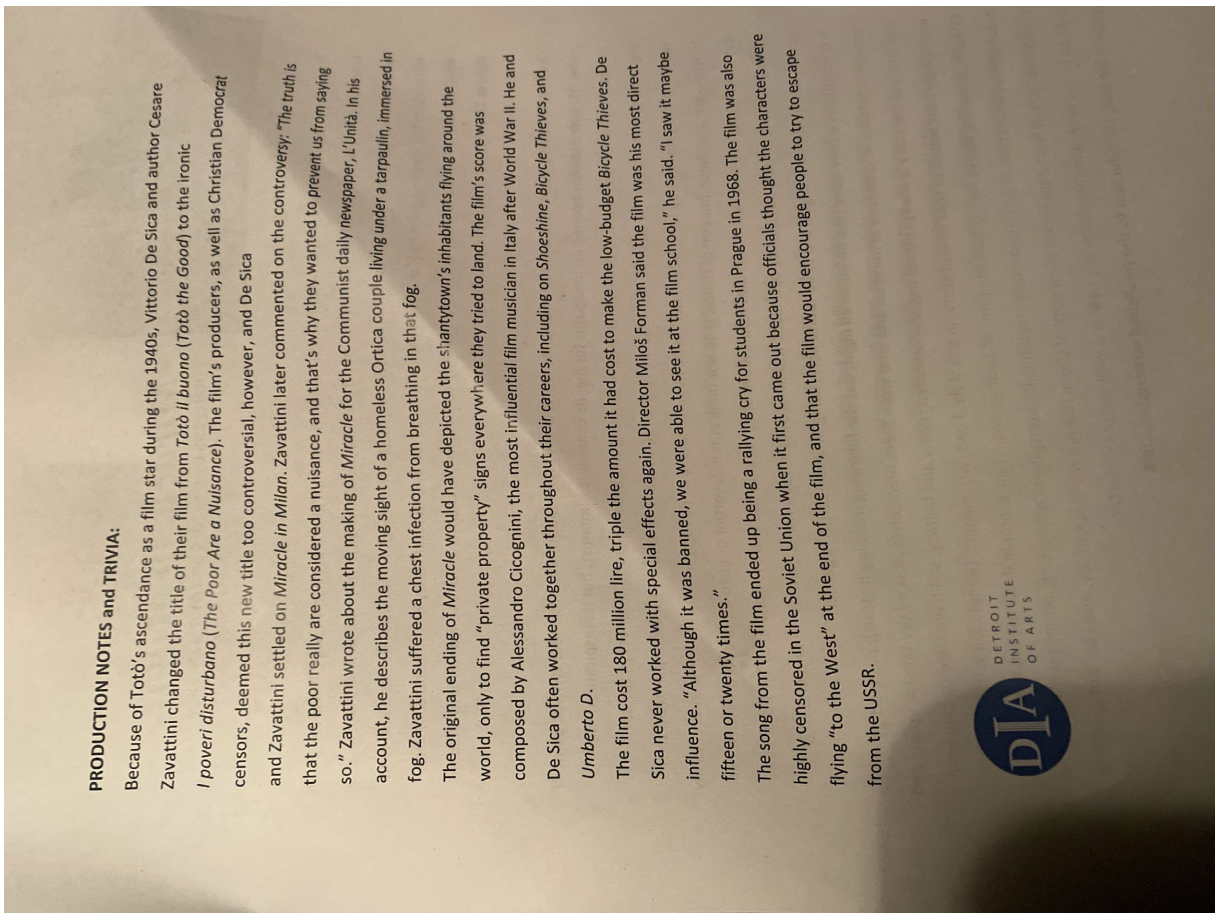 PRODUCTION NOTES and TRIVIA:
Because of Totò's ascendance as a film star during the 1940s, Vittorio De Sica and author Cesare
Zavattini changed the title of their film from Totò il buono (Totò the Good) to the ironic
I poveri disturbano (The Poor Are a Nuisance). The film's producers, as well as Christian Democrat
censors, deemed this new title too controversial, however, and De Sica
and Zavattini settled on Miracle in Milan. Zavattini later commented on the controversy: "The truth is
that the poor really are considered a nuisance, and that's why they wanted to prevent us from saying
so." Zavattini wrote about the making of Miracle for the Communist daily newspaper, L'Unità. In his
account, he describes the moving sight of a homeless Ortica couple living under a tarpaulin, immersed in
fog. Zavattini suffered a chest infection from breathing in that fog.
The original ending of Miracle would have depicted the shantytown's inhabitants flying around the
world, only to find "private property" signs everywhere they tried to land. The film's score was
composed by Alessandro Cicognini, the most influential film musician in Italy after World War II. He and
De Sica often worked together throughout their careers, including on Shoeshine, Bicycle Thieves, and
Umberto D.
The film cost 180 million lire, triple the amount it had cost to make the low-budget Bicycle Thieves. De
Sica never worked with special effects again. Director Miloš Forman said the film was his most direct
influence. "Although it was banned, we were able to see it at the film school," he said. "I saw it maybe
fifteen or twenty times."
The song from the film ended up being a rallying cry for students in Prague in 1968. The film was also
highly censored in the Soviet Union when it first came out because officials thought the characters were
flying "to the West" at the end of the film, and that the film would encourage people to try to escape
from the USSR.
DIA
DETROIT
INSTITUTE
OF ARTS